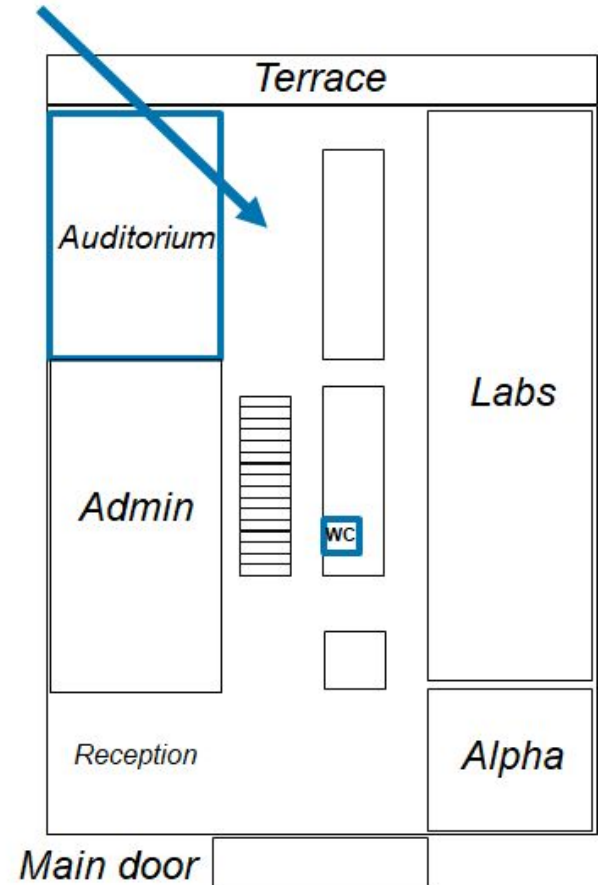 Terrace
Auditorium
Labs
Admin
WC
Reception
Alpha
Main door